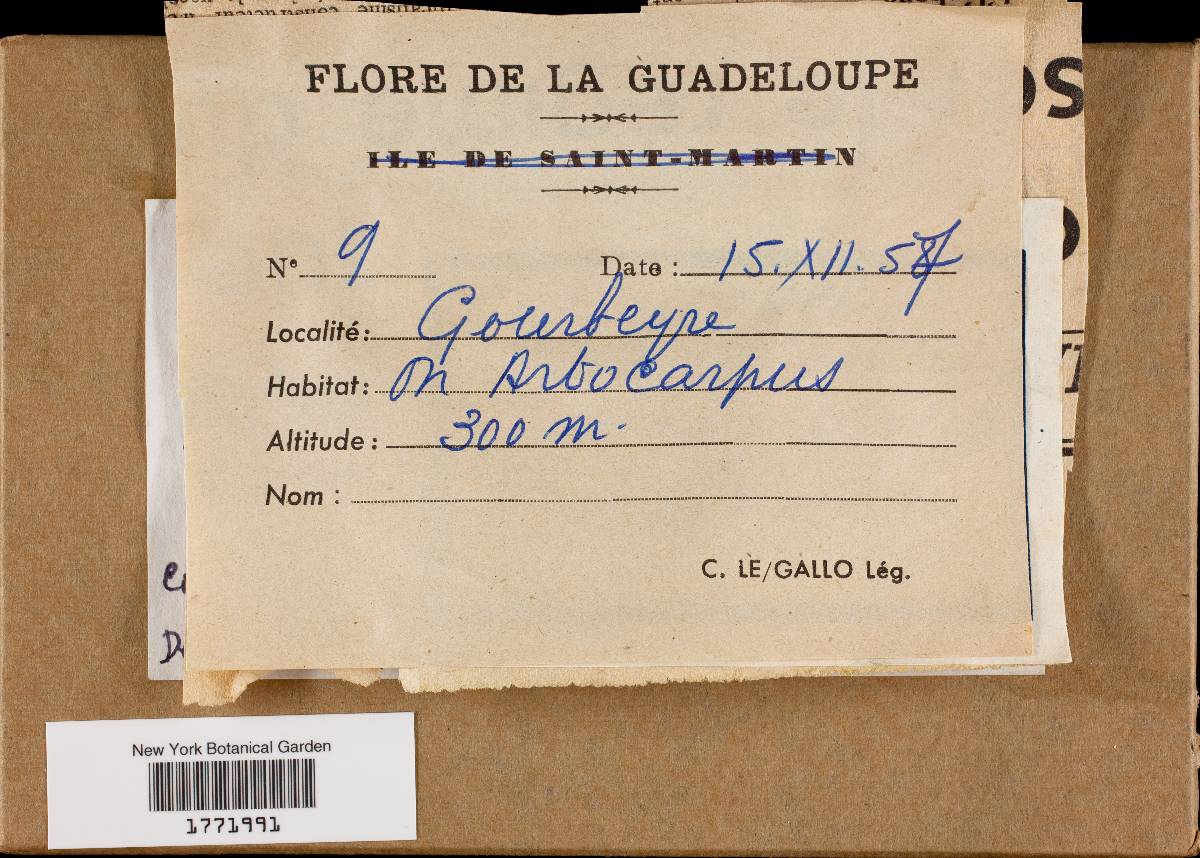 FLORE DE LA GUADELOUPE
ILE DE SAINT-MARTIN
N° 9 Date : 15.XII.57
Localité: Gourbeyre
Habitat: on Arbocarpus
Altitude : 300 m.
Nom :
C. LE/GALLO Lég.
New York Botanical Garden
1771991